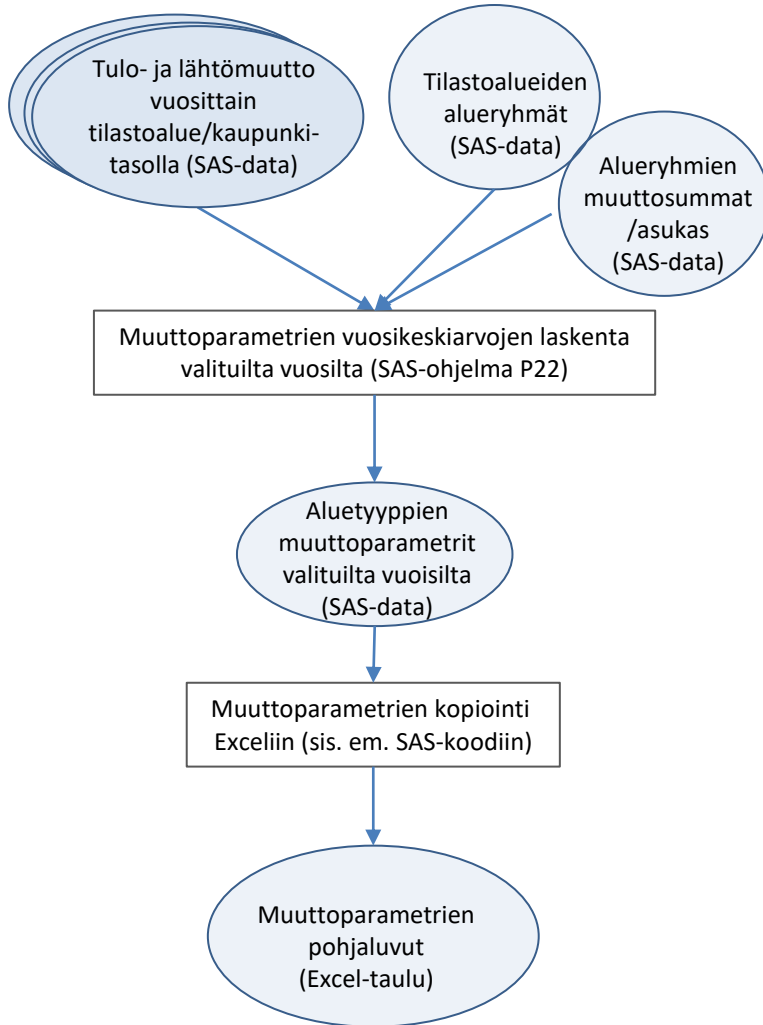 Tulo- ja lähtömuutto
vuosittain
tilastoalue/kaupunki-
tasolla (SAS-data)
Tilastoalueiden
alueryhmät
(SAS-data)
Alueryhmien
muuttosummat
/asukas
(SAS-data)
Muuttoparametrien vuosikeskiarvojen laskenta
valituilta vuosilta (SAS-ohjelma P22)
Aluetyyppien
muuttoparametrit
valituilta vuoisilta
(SAS-data)
Muuttoparametrien kopiointi
Exceliin (sis. em. SAS-koodiin)
Muuttoparametrien
pohjaluvut
(Excel-taulu)